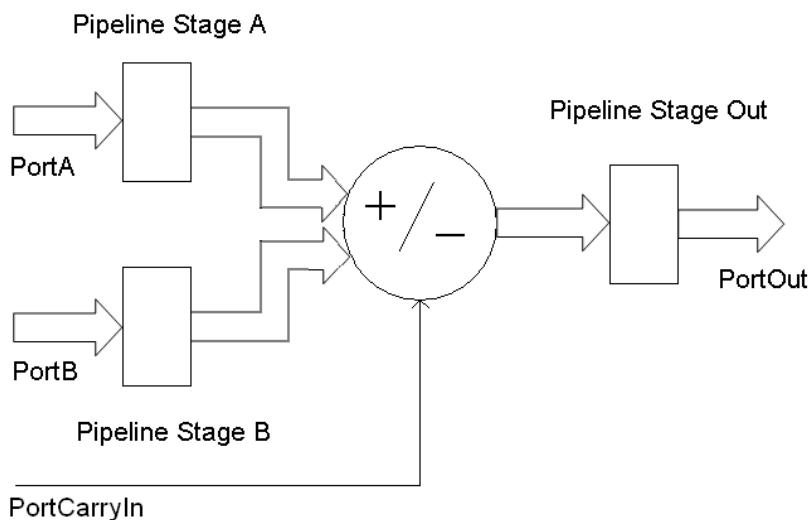 Pipeline Stage A
Pipeline Stage Out
PortA
+
/
−
PortOut
PortB
Pipeline Stage B
PortCarryIn